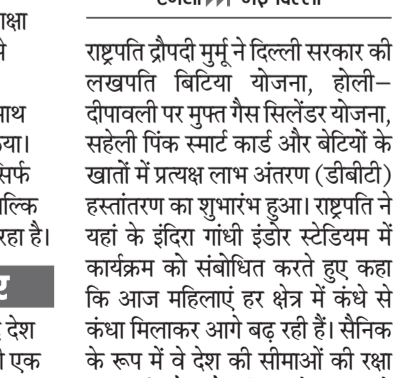 राष्ट्रपति द्रौपदी मुर्मू ने दिल्ली सरकार की
लखपति बिटिया योजना, होली–
दीपावली पर मुफ्त गैस सिलेंडर योजना,
सहेली पिंक स्मार्ट कार्ड और बेटियों के
खातों में प्रत्यक्ष लाभ अंतरण (डीबीटी)
हस्तांतरण का शुभारंभ हुआ। राष्ट्रपति ने
यहां के इंदिरा गांधी इंडोर स्टेडियम में
कार्यक्रम को संबोधित करते हुए कहा
कि आज महिलाएं हर क्षेत्र में कंधे से
कंधा मिलाकर आगे बढ़ रही हैं। सैनिक
के रूप में वे देश की सीमाओं की रक्षा
रहा है।
देश
एक